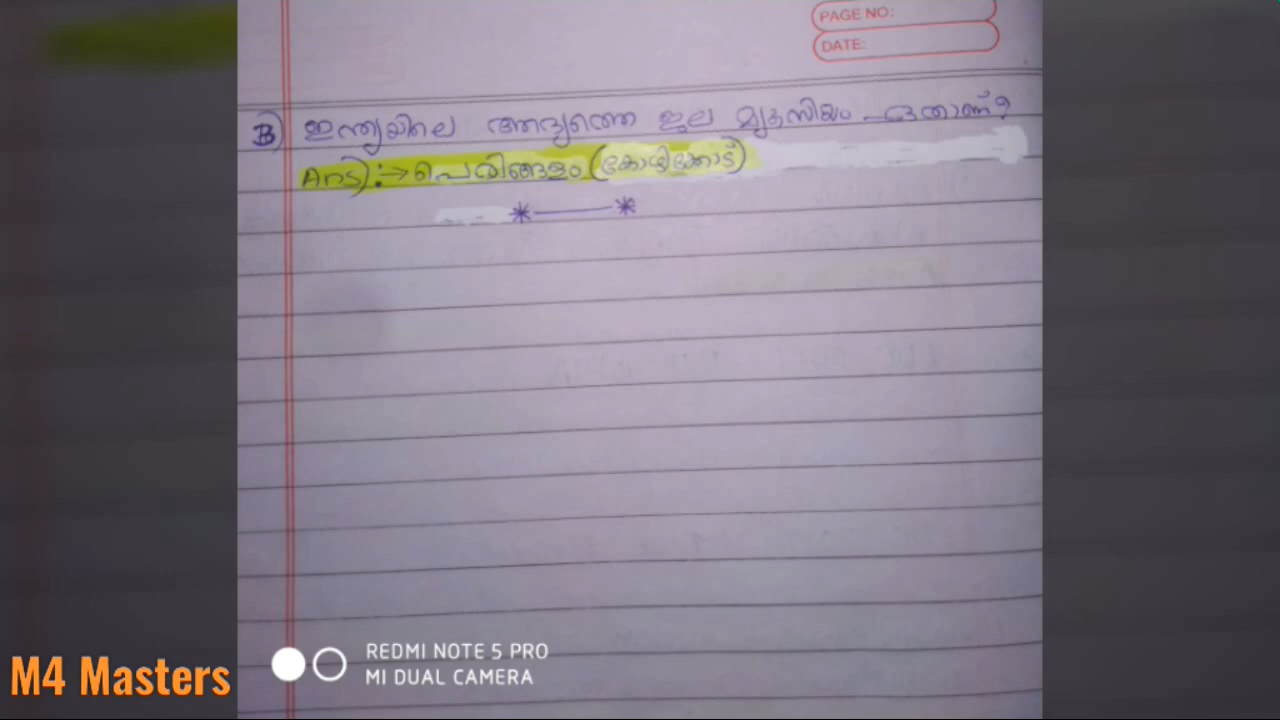 PAGE NO:
DATE:
B) ഇന്ത്യയിലെ ആദ്യത്തെ ജല മ്യൂസിയം ഏതാണ്?
Ans):→പെരിങ്ങളം (കോഴിക്കോട്)
*——*
REDMI NOTE 5 PRO
MI DUAL CAMERA
M4 Masters